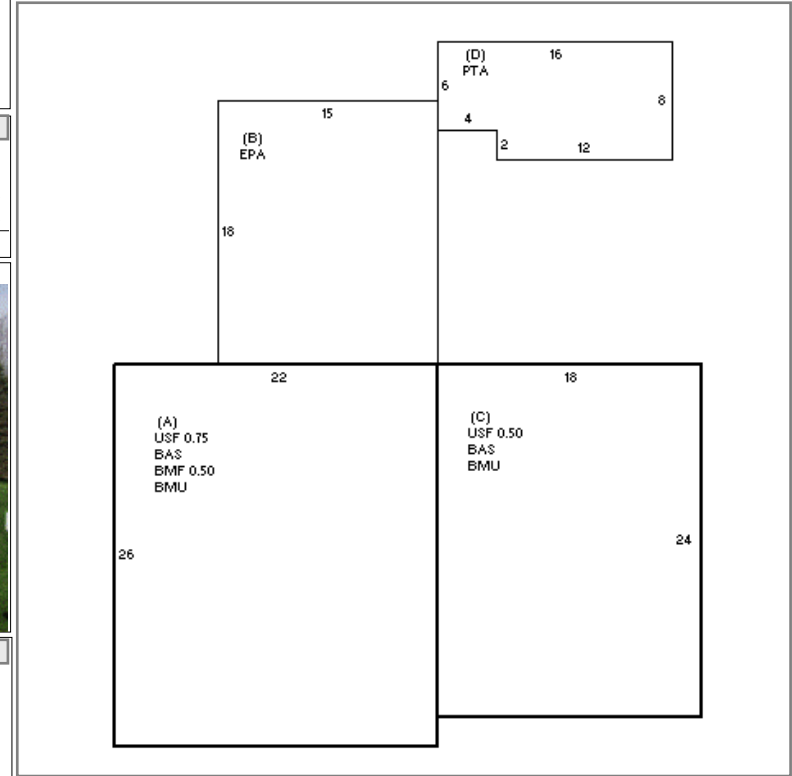 (D)
PTA
16
6
8
4
2
12
15
(B)
EPA
18
22
18
(A)
USF 0.75
BAS
BMF 0.50
BMU
(C)
USF 0.50
BAS
BMU
26
24